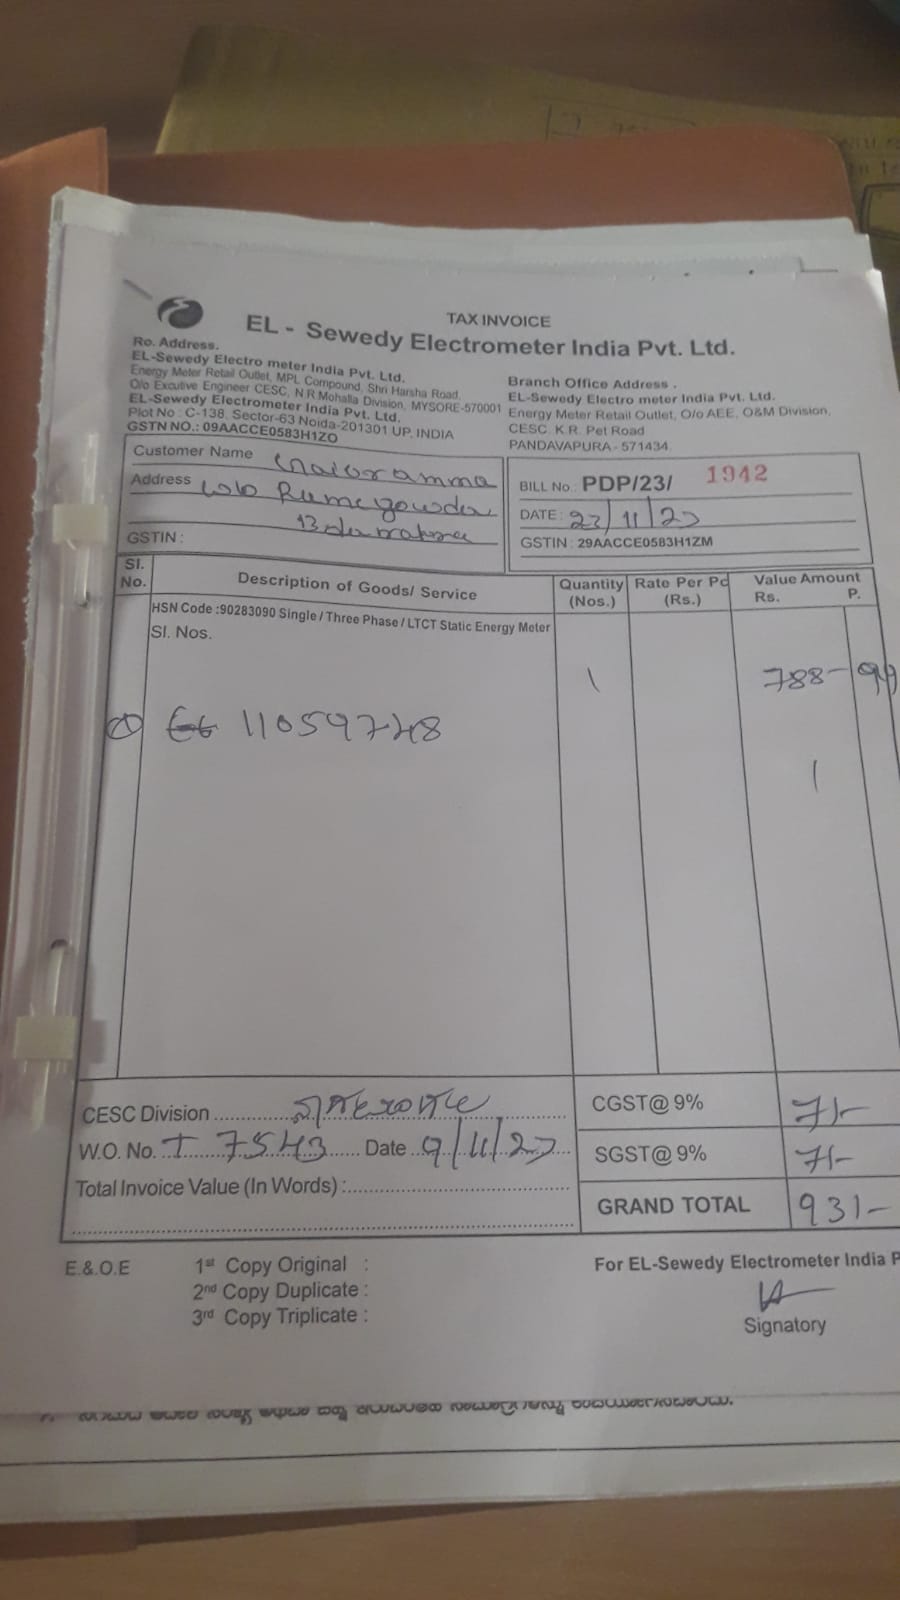 TAX INVOICE
EL - Sewedy Electrometer India Pvt. Ltd.
Ro. Address.
EL-Sewedy Electro meter India Pvt. Ltd.
Energy Meter Retail Outlet, MPL Compound, Shri Harsha Road,
O/o Excutive Engineer CESC, N.R.Mohalla Division, MYSORE-570001
EL-Sewedy Electrometer India Pvt. Ltd.
Plot No : C-138, Sector-63 Noida-201301 UP, INDIA
GSTN NO.: 09AACCE0583H1ZO
Branch Office Address .
EL-Sewedy Electro meter India Pvt. Ltd.
Energy Meter Retail Outlet, O/o AEE, O&M Division,
CESC, K.R. Pet Road
PANDAVAPURA - 571434.
Customer Name
Address W/o
GSTIN :
BILL No. PDP/23/ 1942
DATE : 23/11/23
GSTIN : 29AACCE0583H1ZM
Sl. No. Description of Goods/ Service Quantity (Nos.) Rate Per Pc (Rs.) Value Amount Rs. P.
HSN Code :90283090 Single / Three Phase / LTCT Static Energy Meter
Sl. Nos.
1 788-99
11059748
CESC Division
CGST@ 9% 71-
W.O. No. T 7543 Date 9/11/23
SGST@ 9% 71-
Total Invoice Value (In Words) :
GRAND TOTAL 931-
E.&.O.E
1st Copy Original :
2nd Copy Duplicate :
3rd Copy Triplicate :
For EL-Sewedy Electrometer India P
Signatory